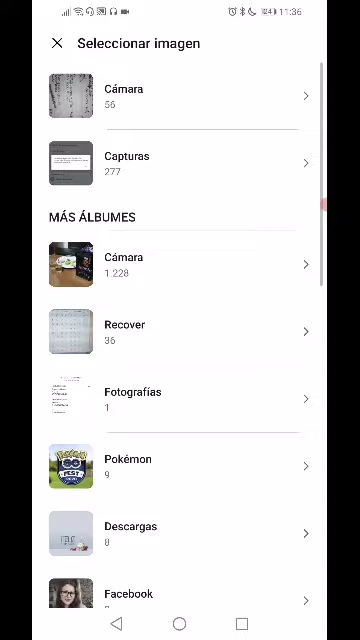 24 11:36
Seleccionar imagen
Cámara
56
Capturas
277
MÁS ÁLBUMES
Cámara
1.228
Recover
36
Fotografías
1
Pokémon
9
Descargas
8
Facebook